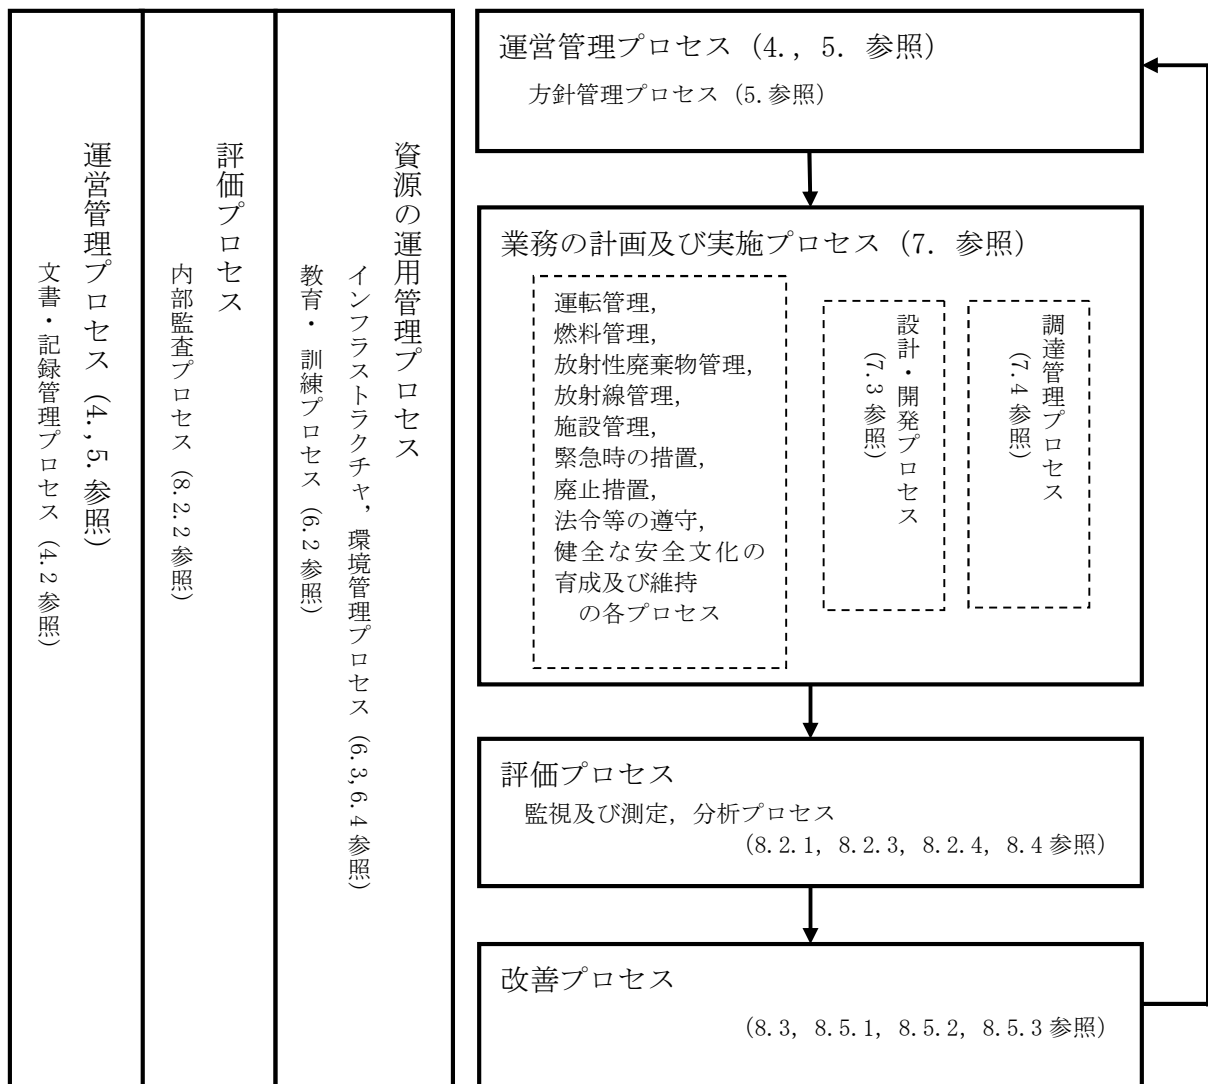 運営管理プロセス（4.,5.参照）
文書・記録管理プロセス（4.2参照）
評価プロセス
内部監査プロセス（8.2.2参照）
資源の運用管理プロセス
インフラストラクチャ，環境管理プロセス（6.3,6.4参照）
教育・訓練プロセス（6.2参照）
運営管理プロセス（4., 5. 参照）
方針管理プロセス（5.参照）
業務の計画及び実施プロセス（7. 参照）
運転管理，
燃料管理，
放射性廃棄物管理，
放射線管理，
施設管理，
緊急時の措置，
廃止措置，
法令等の遵守，
健全な安全文化の
育成及び維持
の各プロセス
設計・開発プロセス
（7.3参照）
調達管理プロセス
（7.4参照）
評価プロセス
監視及び測定，分析プロセス
（8.2.1, 8.2.3, 8.2.4, 8.4参照）
改善プロセス
（8.3, 8.5.1, 8.5.2, 8.5.3参照）